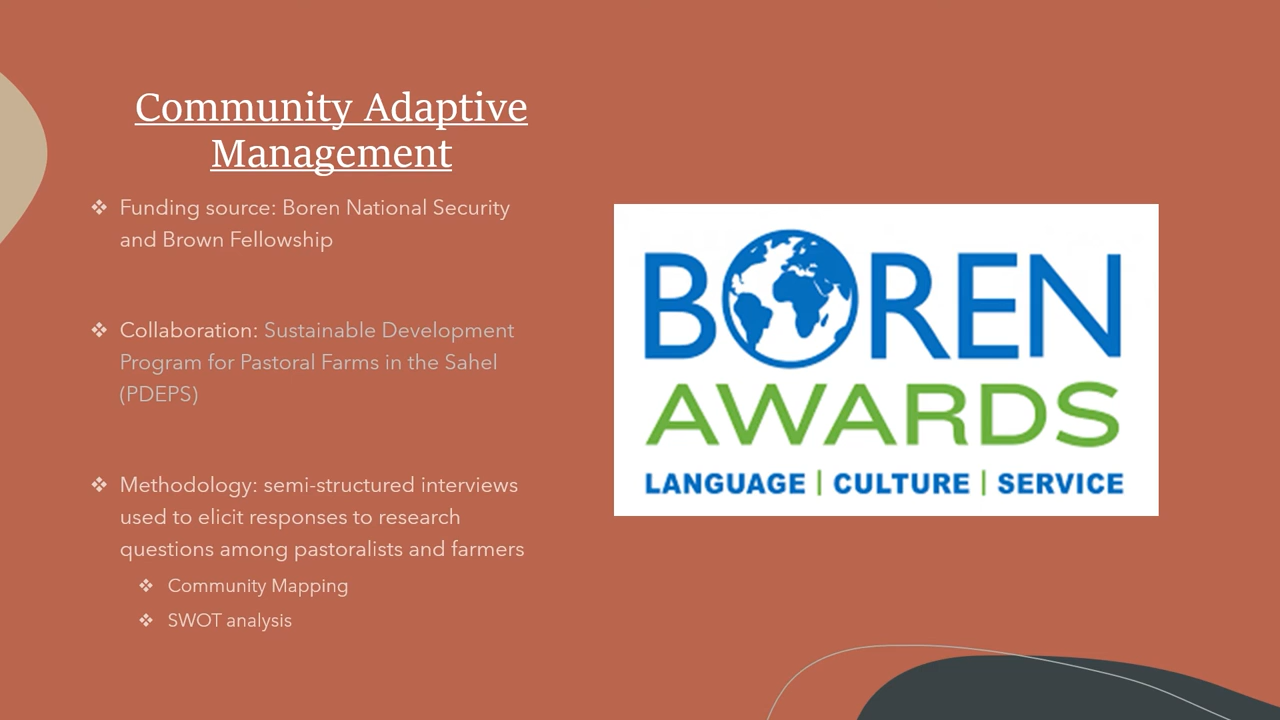 Community Adaptive
Management
❖ Funding source: Boren National Security
and Brown Fellowship
❖ Collaboration: Sustainable Development
Program for Pastoral Farms in the Sahel
(PDEPS)
❖ Methodology: semi-structured interviews
used to elicit responses to research
questions among pastoralists and farmers
❖ Community Mapping
❖ SWOT analysis
BOREN
AWARDS
LANGUAGE | CULTURE | SERVICE